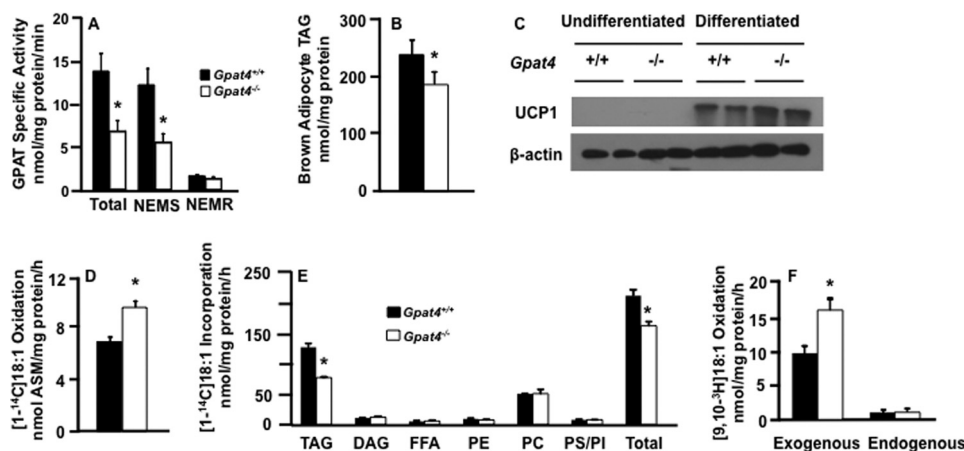 A
GPAT Specific Activity
nmol/mg protein/min
20
15
10
5
0
*
*
Gpat4+/+
Gpat4-/-
Total NEMS NEMR
B
Brown Adipocyte TAG
nmol/mg protein
300
200
100
0
*
C
Undifferentiated Differentiated
Gpat4 +/+ -/- +/+ -/-
UCP1
β-actin
D
[1-¹⁴C]18:1 Oxidation
nmol ASM/mg protein/h
12
8
4
0
*
E
[1-¹⁴C]18:1 Incorporation
nmol/mg protein/h
250
150
50
0
*
*
Gpat4+/+
Gpat4-/-
TAG DAG FFA PE PC PS/PI Total
F
[9,10-³H]18:1 Oxidation
nmol/mg protein/h
20
15
10
5
0
*
Exogenous Endogenous